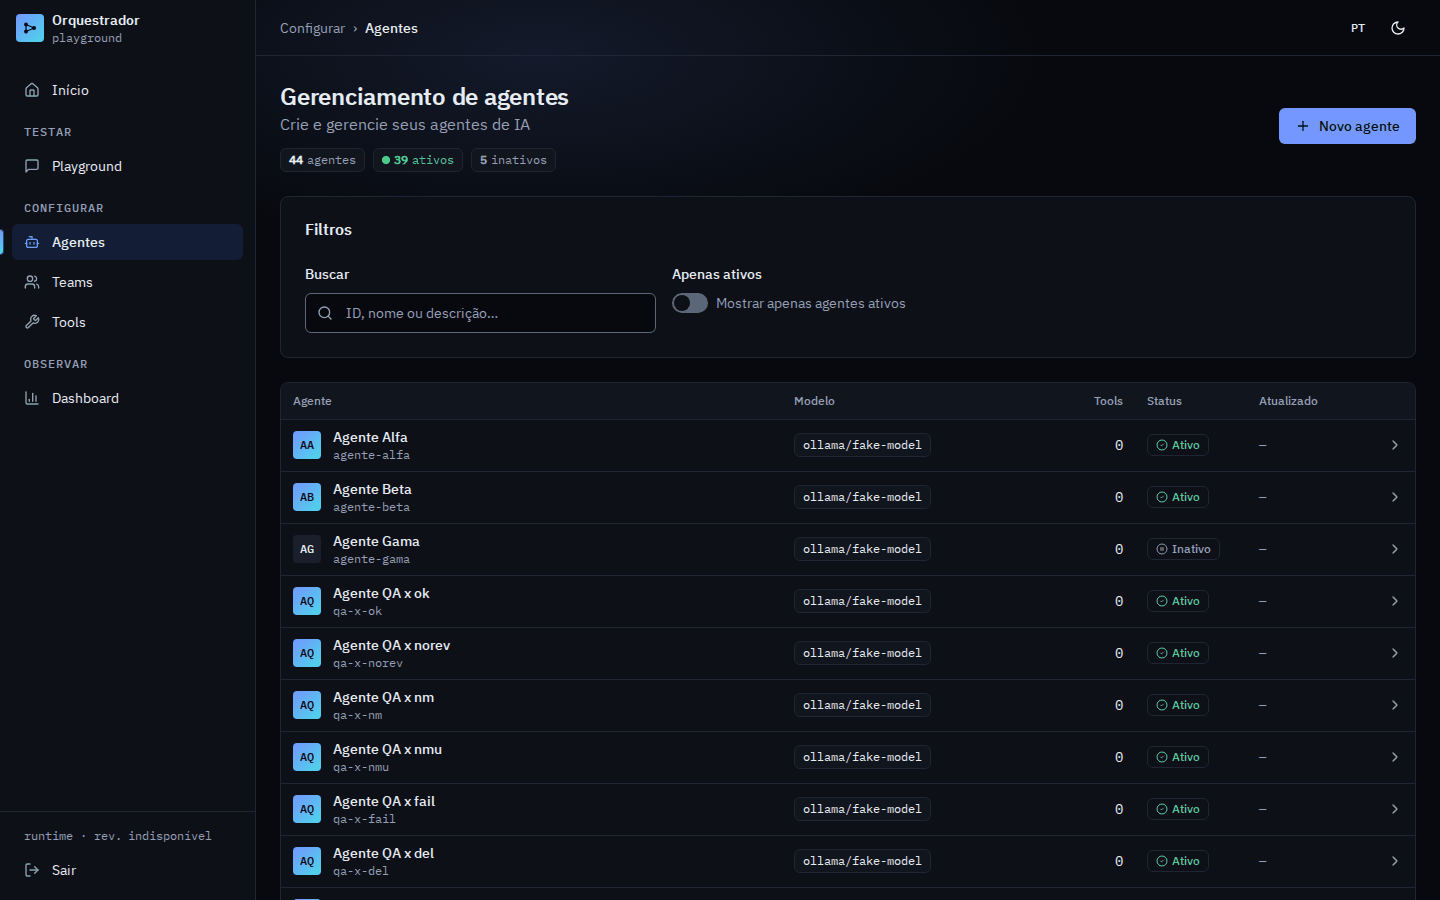 Orquestrador
playground
Início
TESTAR
Playground
CONFIGURAR
Agentes
Teams
Tools
OBSERVAR
Dashboard
runtime · rev. indisponível
Sair
Configurar › Agentes
PT
Gerenciamento de agentes
Crie e gerencie seus agentes de IA
44 agentes
39 ativos
5 inativos
Novo agente
Filtros
Buscar
ID, nome ou descrição...
Apenas ativos
Mostrar apenas agentes ativos
Agente Modelo Tools Status Atualizado
AA Agente Alfa ollama/fake-model 0 Ativo –
agente-alfa
AB Agente Beta ollama/fake-model 0 Ativo –
agente-beta
AG Agente Gama ollama/fake-model 0 Inativo –
agente-gama
AQ Agente QA x ok ollama/fake-model 0 Ativo –
qa-x-ok
AQ Agente QA x norev ollama/fake-model 0 Ativo –
qa-x-norev
AQ Agente QA x nm ollama/fake-model 0 Ativo –
qa-x-nm
AQ Agente QA x nmu ollama/fake-model 0 Ativo –
qa-x-nmu
AQ Agente QA x fail ollama/fake-model 0 Ativo –
qa-x-fail
AQ Agente QA x del ollama/fake-model 0 Ativo –
qa-x-del